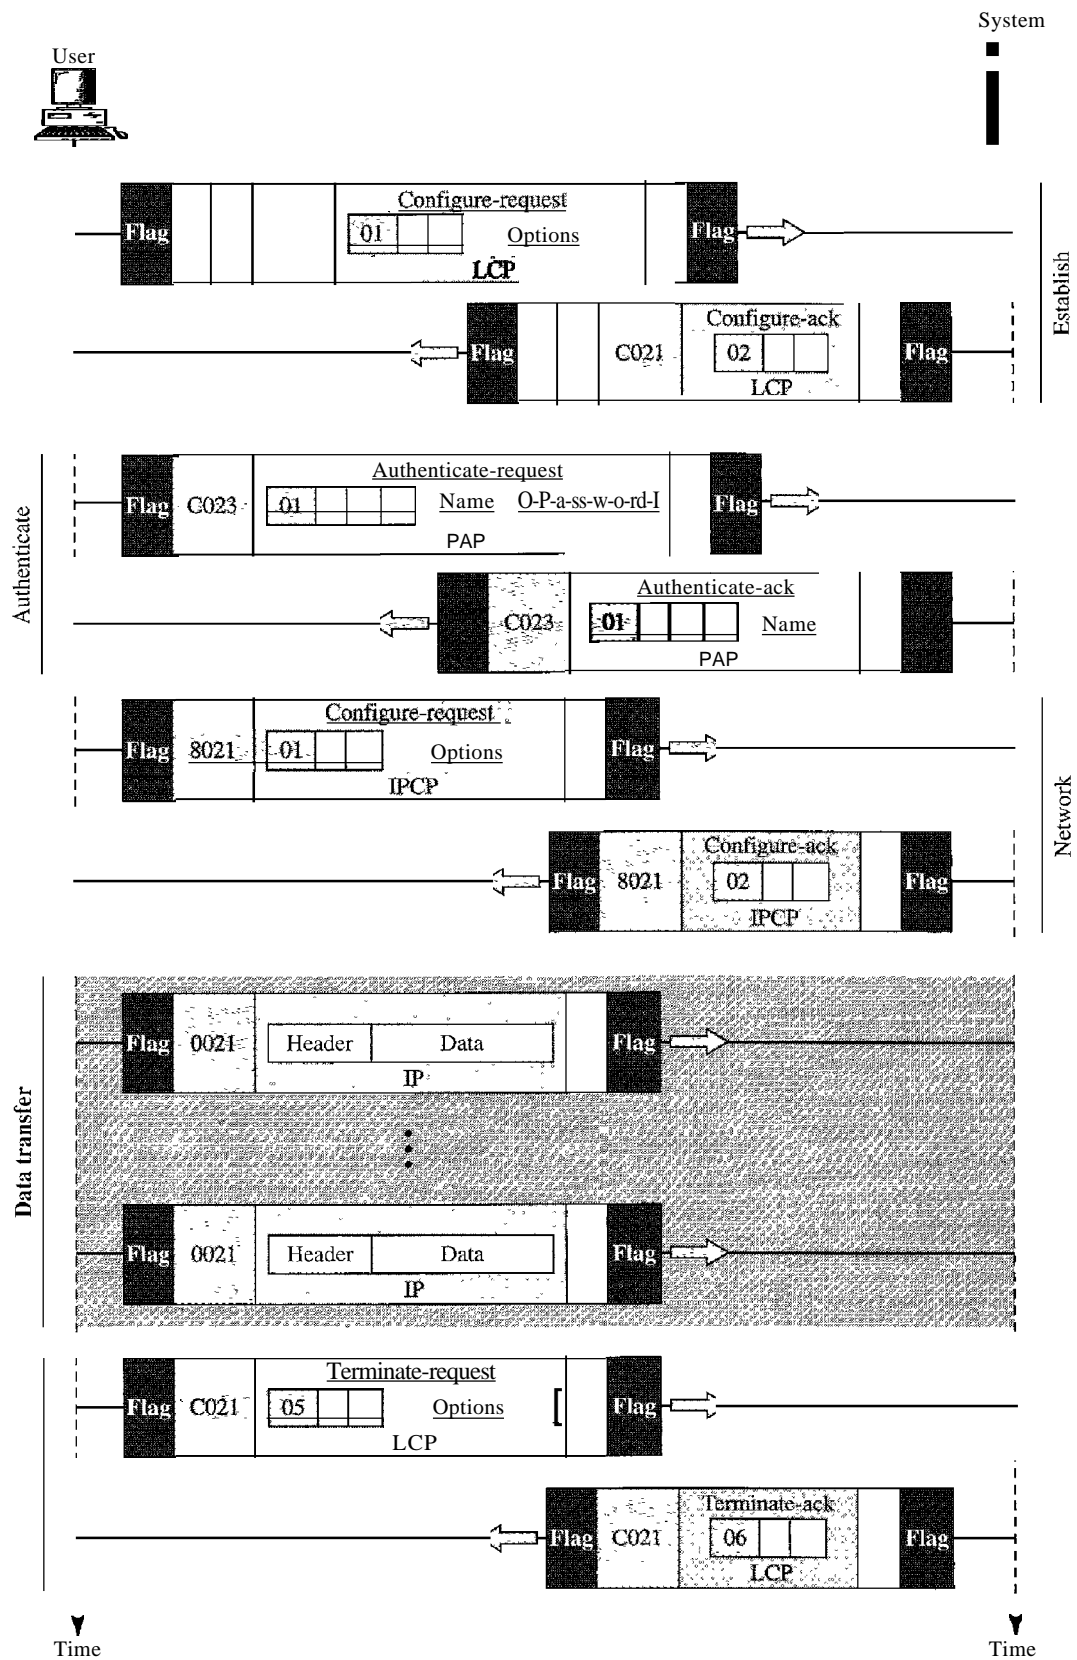 System
User
Configure-request
Flag 01 Options Flag
LCP
Establish
Configure-ack
Flag C021 02 Flag
LCP
Authenticate
Authenticate-request
Flag C023 01 Name O-P-a-ss-w-o-rd-I Flag
PAP
Authenticate-ack
C023 01 Name
PAP
Network
Configure-request
Flag 8021 01 Options Flag
IPCP
Configure-ack
Flag 8021 02 Flag
IPCP
Data transfer
Flag 0021 Header Data Flag
IP
Flag 0021 Header Data Flag
IP
Terminate-request
Flag C021 05 Options [ Flag
LCP
Terminate-ack
Flag C021 06 Flag
LCP
Time Time